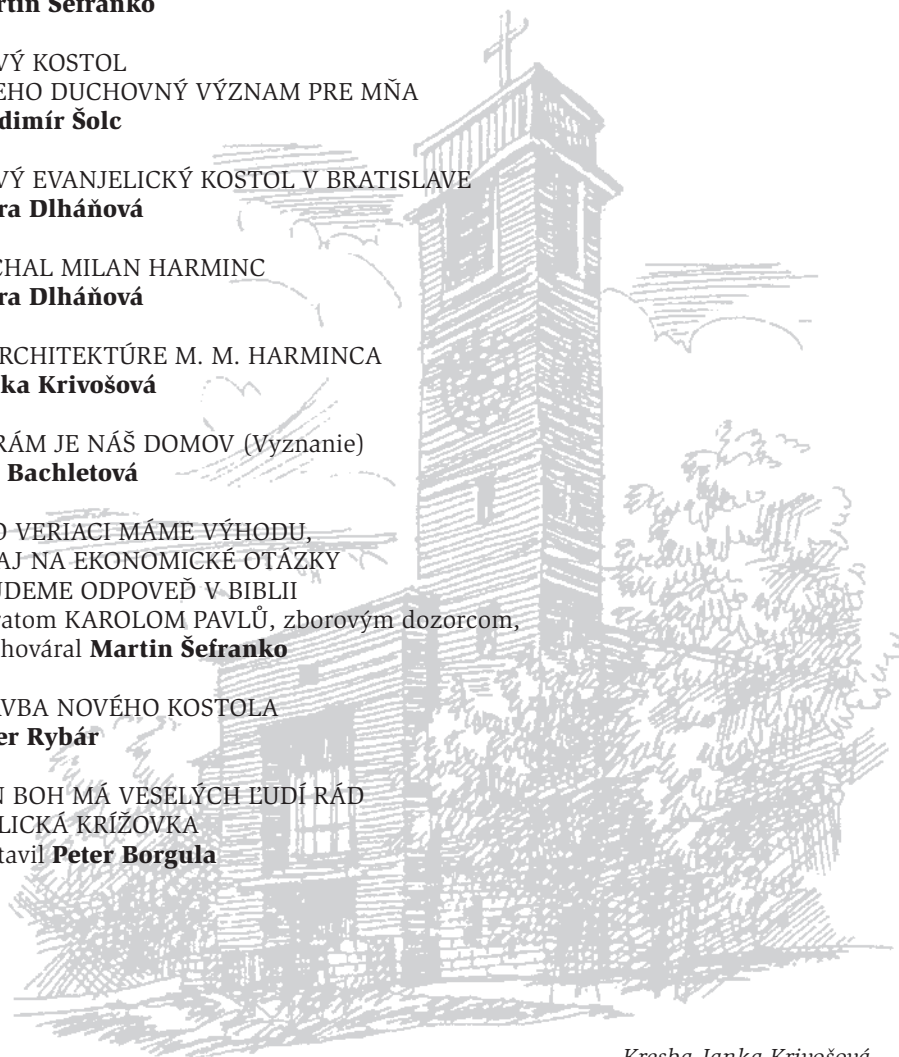 rtin Šefranko
VÝ KOSTOL
EHO DUCHOVNÝ VÝZNAM PRE MŇA
dimír Šolc
VÝ EVANJELICKÝ KOSTOL V BRATISLAVE
ra Dlháňová
CHAL MILAN HARMINC
ra Dlháňová
ARCHITEKTÚRE M. M. HARMINCA
ka Krivošová
RÁM JE NÁŠ DOMOV (Vyznanie)
Bachletová
O VERIACI MÁME VÝHODU,
AJ NA EKONOMICKÉ OTÁZKY
JDEME ODPOVEĎ V BIBLII
ratom KAROLOM PAVLŮ, zborovým dozorcom,
hováral Martin Šefranko
AVBA NOVÉHO KOSTOLA
er Rybár
N BOH MÁ VESELÝCH ĽUDÍ RÁD
LICKÁ KRÍŽOVKA
tavil Peter Borgula
Kresba Janka Krivošová